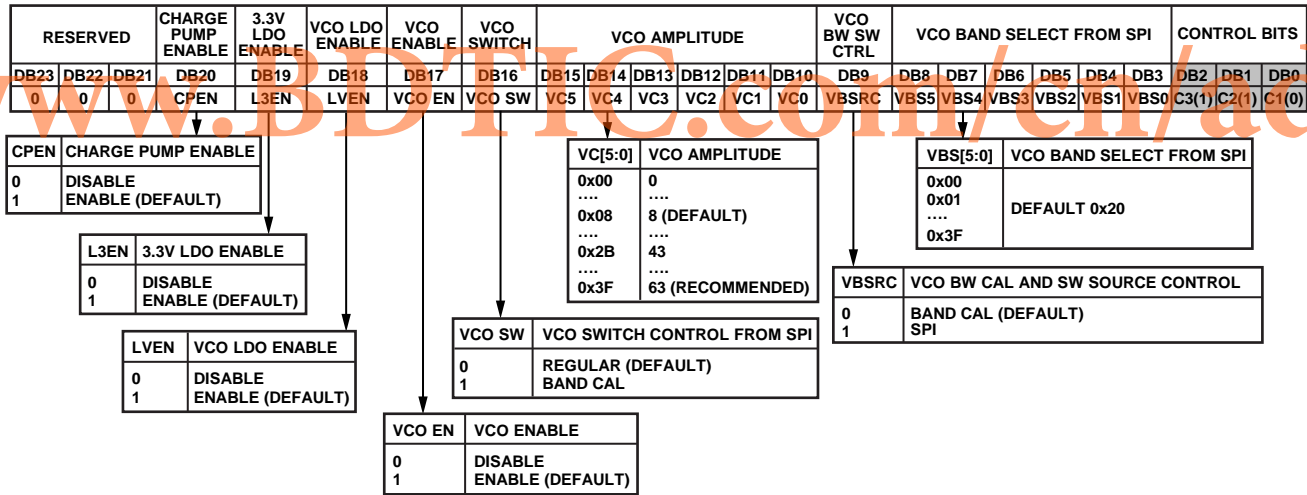 RESERVED
CHARGE PUMP ENABLE
3.3V LDO ENABLE
VCO LDO ENABLE
VCO ENABLE
VCO SWITCH
VCO AMPLITUDE
VCO BW SW CTRL
VCO BAND SELECT FROM SPI
CONTROL BITS
DB23 DB22 DB21 DB20 DB19 DB18 DB17 DB16 DB15 DB14 DB13 DB12 DB11 DB10 DB9 DB8 DB7 DB6 DB5 DB4 DB3 DB2 DB1 DB0
0 0 0 CPEN L3EN LVEN VCO EN VCO SW VC5 VC4 VC3 VC2 VC1 VC0 VBSRC VBS5 VBS4 VBS3 VBS2 VBS1 VBS0 C3(1) C2(1) C1(0)
www.BDTIC.com/cn/ad
CPEN CHARGE PUMP ENABLE
0 DISABLE
1 ENABLE (DEFAULT)
L3EN 3.3V LDO ENABLE
0 DISABLE
1 ENABLE (DEFAULT)
LVEN VCO LDO ENABLE
0 DISABLE
1 ENABLE (DEFAULT)
VCO EN VCO ENABLE
0 DISABLE
1 ENABLE (DEFAULT)
VCO SW VCO SWITCH CONTROL FROM SPI
0 REGULAR (DEFAULT)
1 BAND CAL
VC[5:0] VCO AMPLITUDE
0x00 0
.... ....
0x08 8 (DEFAULT)
.... ....
0x2B 43
.... ....
0x3F 63 (RECOMMENDED)
VBSRC VCO BW CAL AND SW SOURCE CONTROL
0 BAND CAL (DEFAULT)
1 SPI
VBS[5:0] VCO BAND SELECT FROM SPI
0x00
0x01
....
0x3F
DEFAULT 0x20